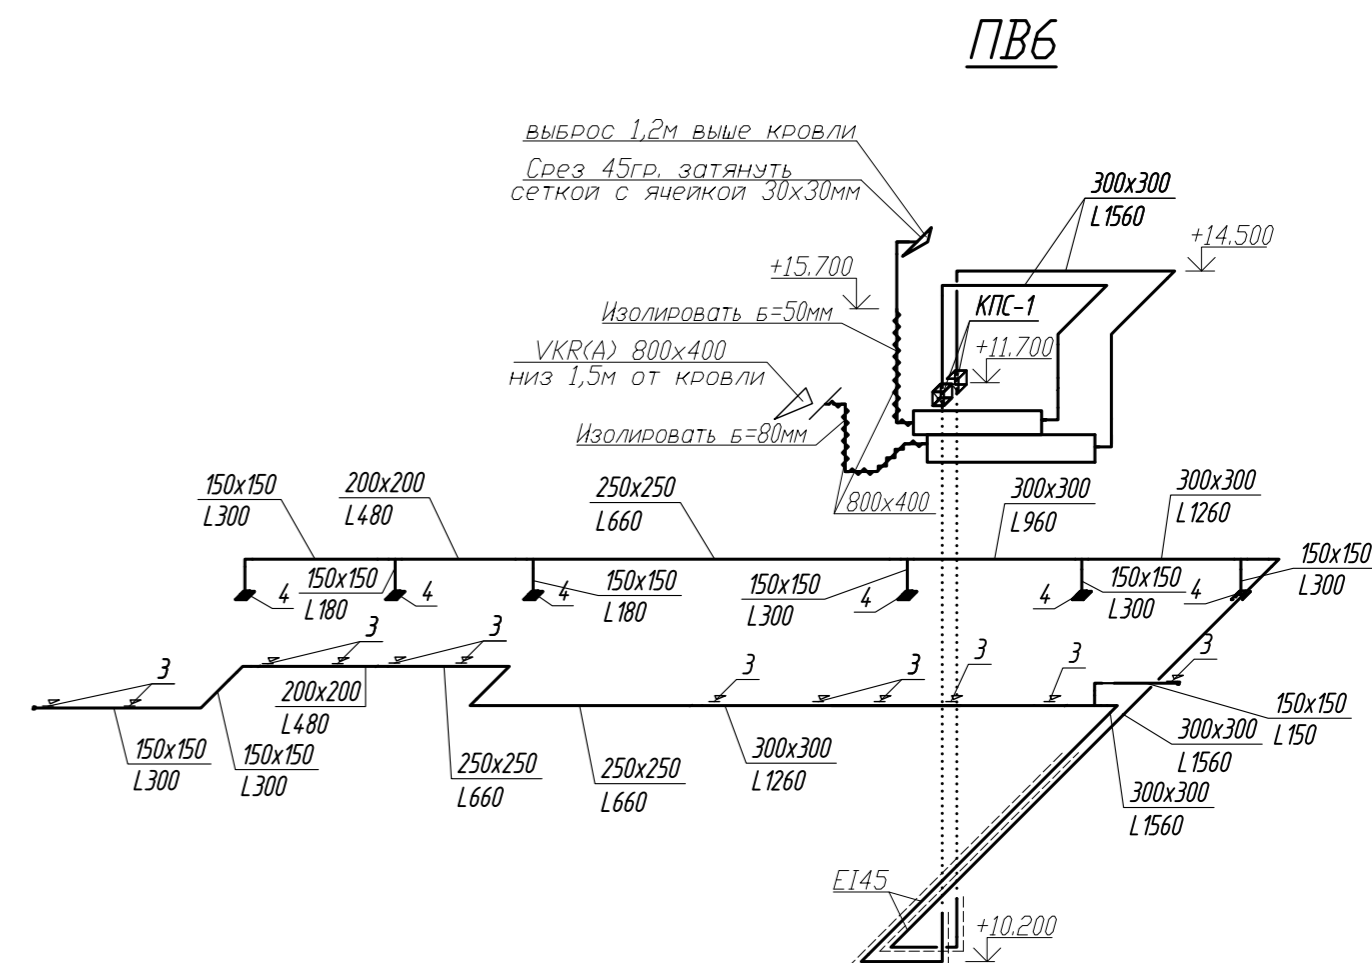 ПВ6
выброс 1,2м выше кровли
Срез 45гр. затянуть
сеткой с ячейкой 30х30мм
300х300
L1560
+14.500
+15.700
КПС-1
Изолировать Б=50мм
+11.700
VKR(A) 800х400
низ 1,5м от кровли
Изолировать Б=80мм
800х400
150х150
L300
200х200
L480
250х250
L660
300х300
L960
300х300
L1260
150х150
L300
4
150х150
L180
4
4
150х150
L180
150х150
L300
4
4
150х150
L300
4
3
3
3
3
3
3
3
3
200х200
L480
150х150
L300
150х150
L300
250х250
L660
250х250
L660
300х300
L1260
150х150
L150
300х300
L1560
300х300
L1560
EI45
+10.200